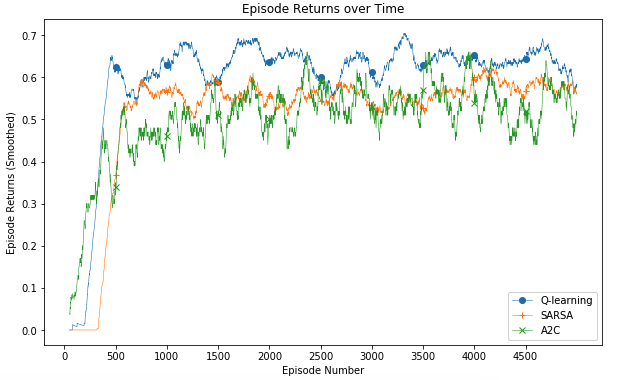 Episode Returns over Time
Episode Returns (Smoothed)
0.7
0.6
0.5
0.4
0.3
0.2
0.1
0.0
0 500 1000 1500 2000 2500 3000 3500 4000 4500
Episode Number
Q-learning
SARSA
A2C